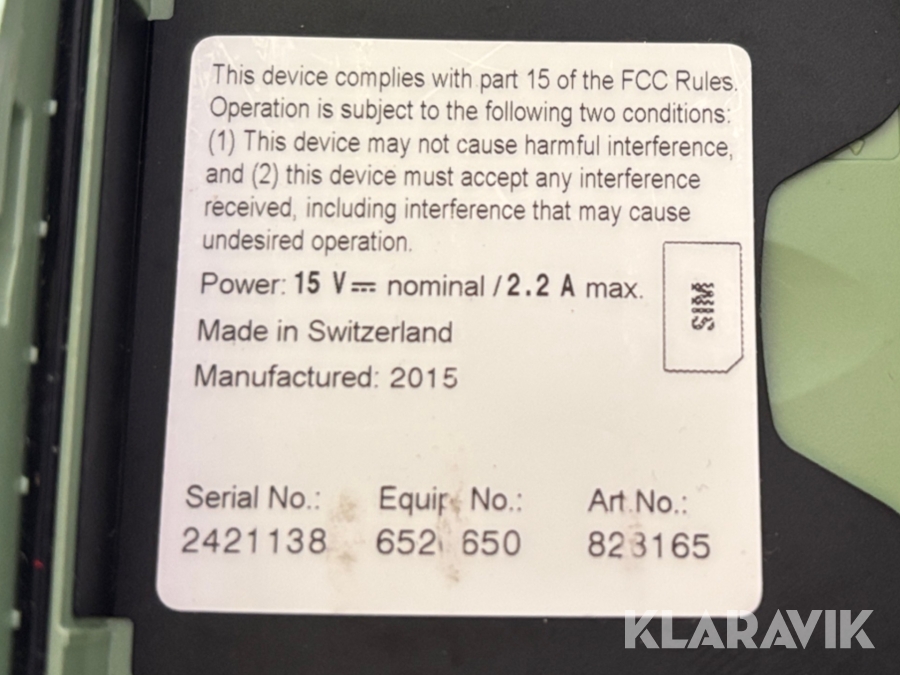 This device complies with part 15 of the FCC Rules.
Operation is subject to the following two conditions:
(1) This device may not cause harmful interference,
and (2) this device must accept any interference
received, including interference that may cause
undesired operation.
Power: 15 V⎓ nominal / 2.2 A max.
SIM
Made in Switzerland
Manufactured: 2015
Serial No.: No.: Art.No.:
2421138 650 823165
KLARAVIK